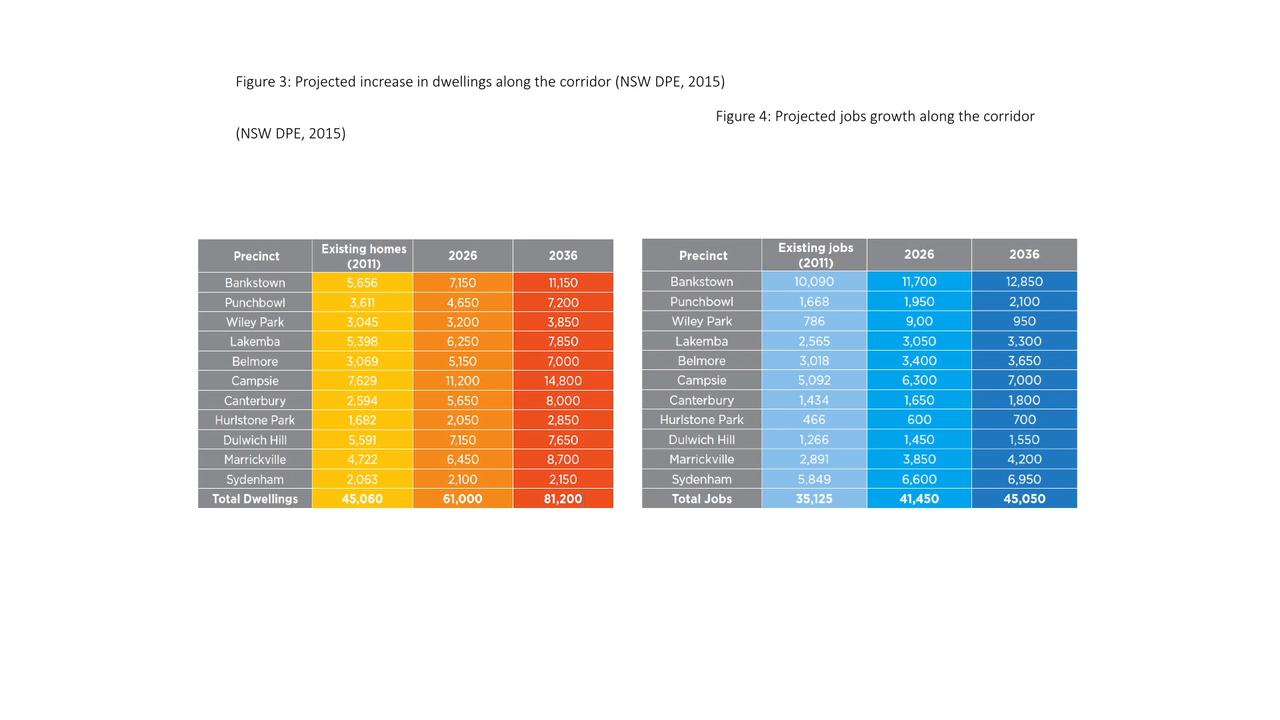 Figure 3: Projected increase in dwellings along the corridor (NSW DPE, 2015)
Figure 4: Projected jobs growth along the corridor
(NSW DPE, 2015)
Precinct Existing homes (2011) 2026 2036
Bankstown 5,656 7,150 11,150
Punchbowl 3,611 4,650 7,200
Wiley Park 3,045 3,200 3,850
Lakemba 5,398 6,250 7,850
Belmore 3,069 5,150 7,000
Campsie 7,629 11,200 14,800
Canterbury 2,594 5,650 8,000
Hurlstone Park 1,682 2,050 2,850
Dulwich Hill 5,591 7,150 7,650
Marrickville 4,722 6,450 8,700
Sydenham 2,063 2,100 2,150
Total Dwellings 45,060 61,000 81,200
Precinct Existing jobs (2011) 2026 2036
Bankstown 10,090 11,700 12,850
Punchbowl 1,668 1,950 2,100
Wiley Park 786 9,00 950
Lakemba 2,565 3,050 3,300
Belmore 3,018 3,400 3,650
Campsie 5,092 6,300 7,000
Canterbury 1,434 1,650 1,800
Hurlstone Park 466 600 700
Dulwich Hill 1,266 1,450 1,550
Marrickville 2,891 3,850 4,200
Sydenham 5,849 6,600 6,950
Total Jobs 35,125 41,450 45,050